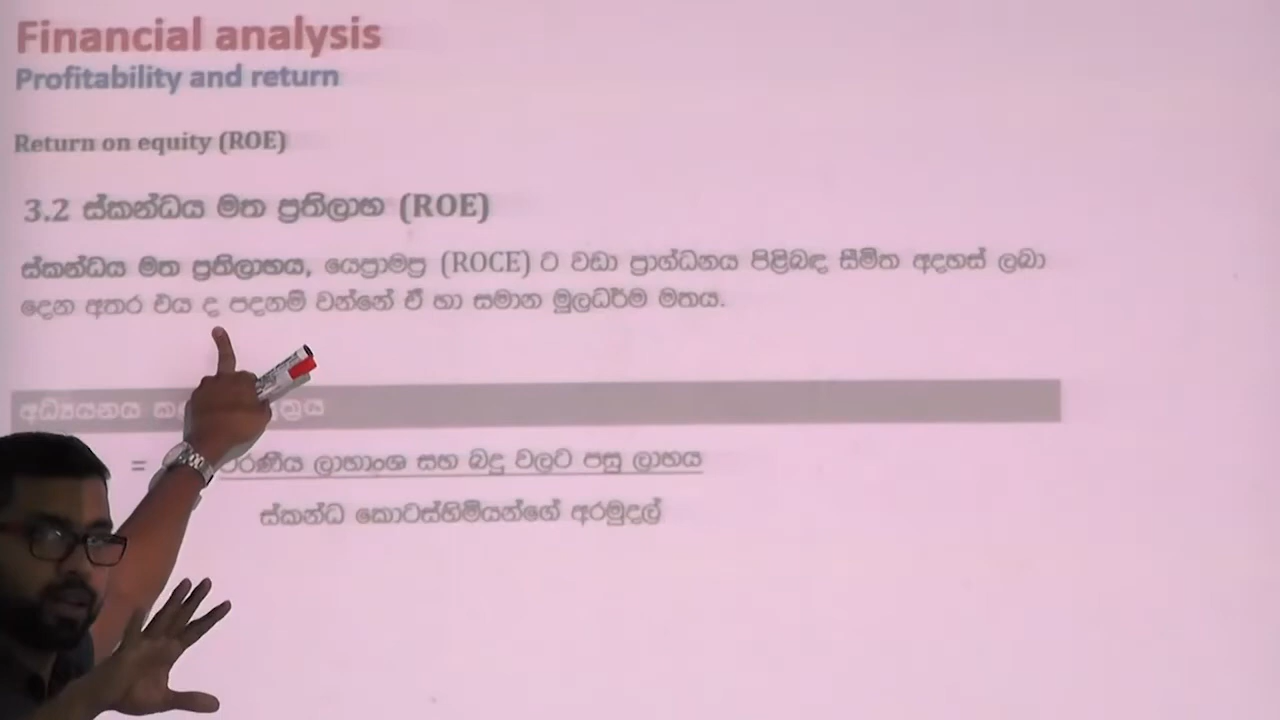 Financial analysis
Profitability and return
Return on equity (ROE)
3.2 ස්කන්ධය මත ප්‍රතිලාභ (ROE)
ස්කන්ධය මත ප්‍රතිලාභය, යෙප්‍රාමප්‍ර (ROCE) ට වඩා ප්‍රාග්ධනය පිළිබඳ සීමිත අදහස් ලබා
දෙන අතර එය ද පදනම් වන්නේ ඒ හා සමාන මූලධර්ම මතය.
අධ්‍යයනය
= ලාභාංශ සහ බදු වලට පසු ලාභය
ස්කන්ධ කොටස්හිමියන්ගේ අරමුදල්